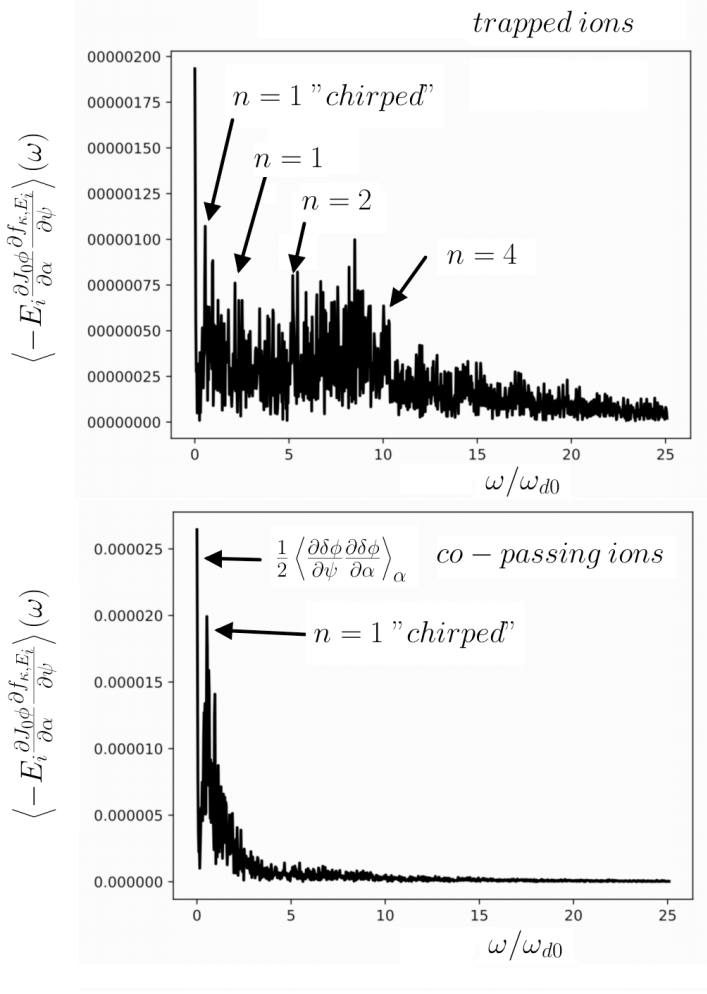 trapped ions
00000200
n = 1 "chirped"
00000175
00000150
n = 1
00000125
n = 2
00000100
n = 4
00000075
00000050
00000025
00000000
⟨−E_i ∂J₀ϕ/∂α ∂f_{κ,E_i}/∂ψ⟩(ω)
0 5 10 15 20 25
ω/ω_{d0}
0.000025
1/2 ⟨∂δϕ/∂ψ ∂δϕ/∂α⟩_α
co − passing ions
0.000020
n = 1 "chirped"
0.000015
0.000010
0.000005
0.000000
⟨−E_i ∂J₀ϕ/∂α ∂f_{κ,E_i}/∂ψ⟩(ω)
0 5 10 15 20 25
ω/ω_{d0}